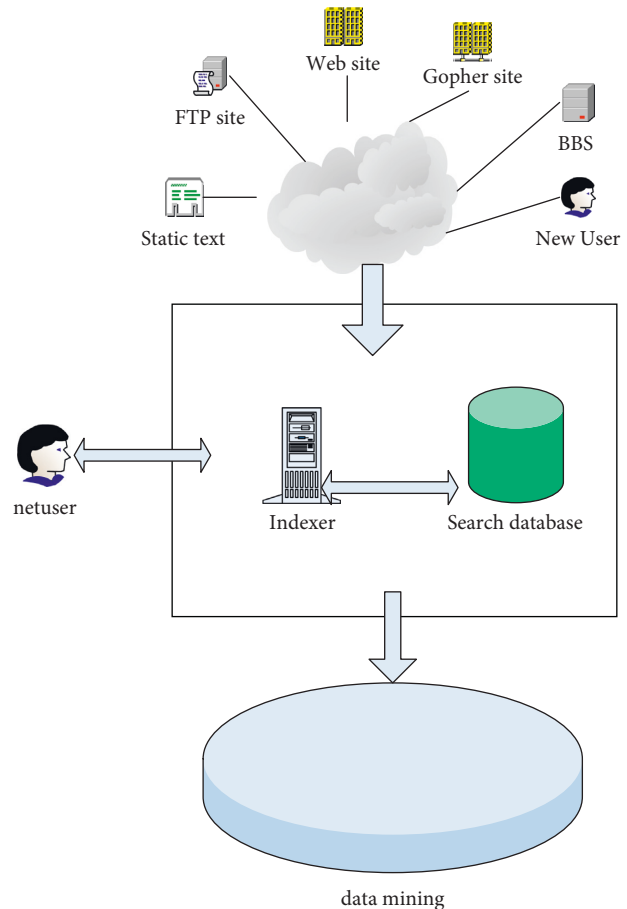 Web site
Gopher site
FTP site
BBS
Static text
New User
netuser
Indexer
Search database
data mining